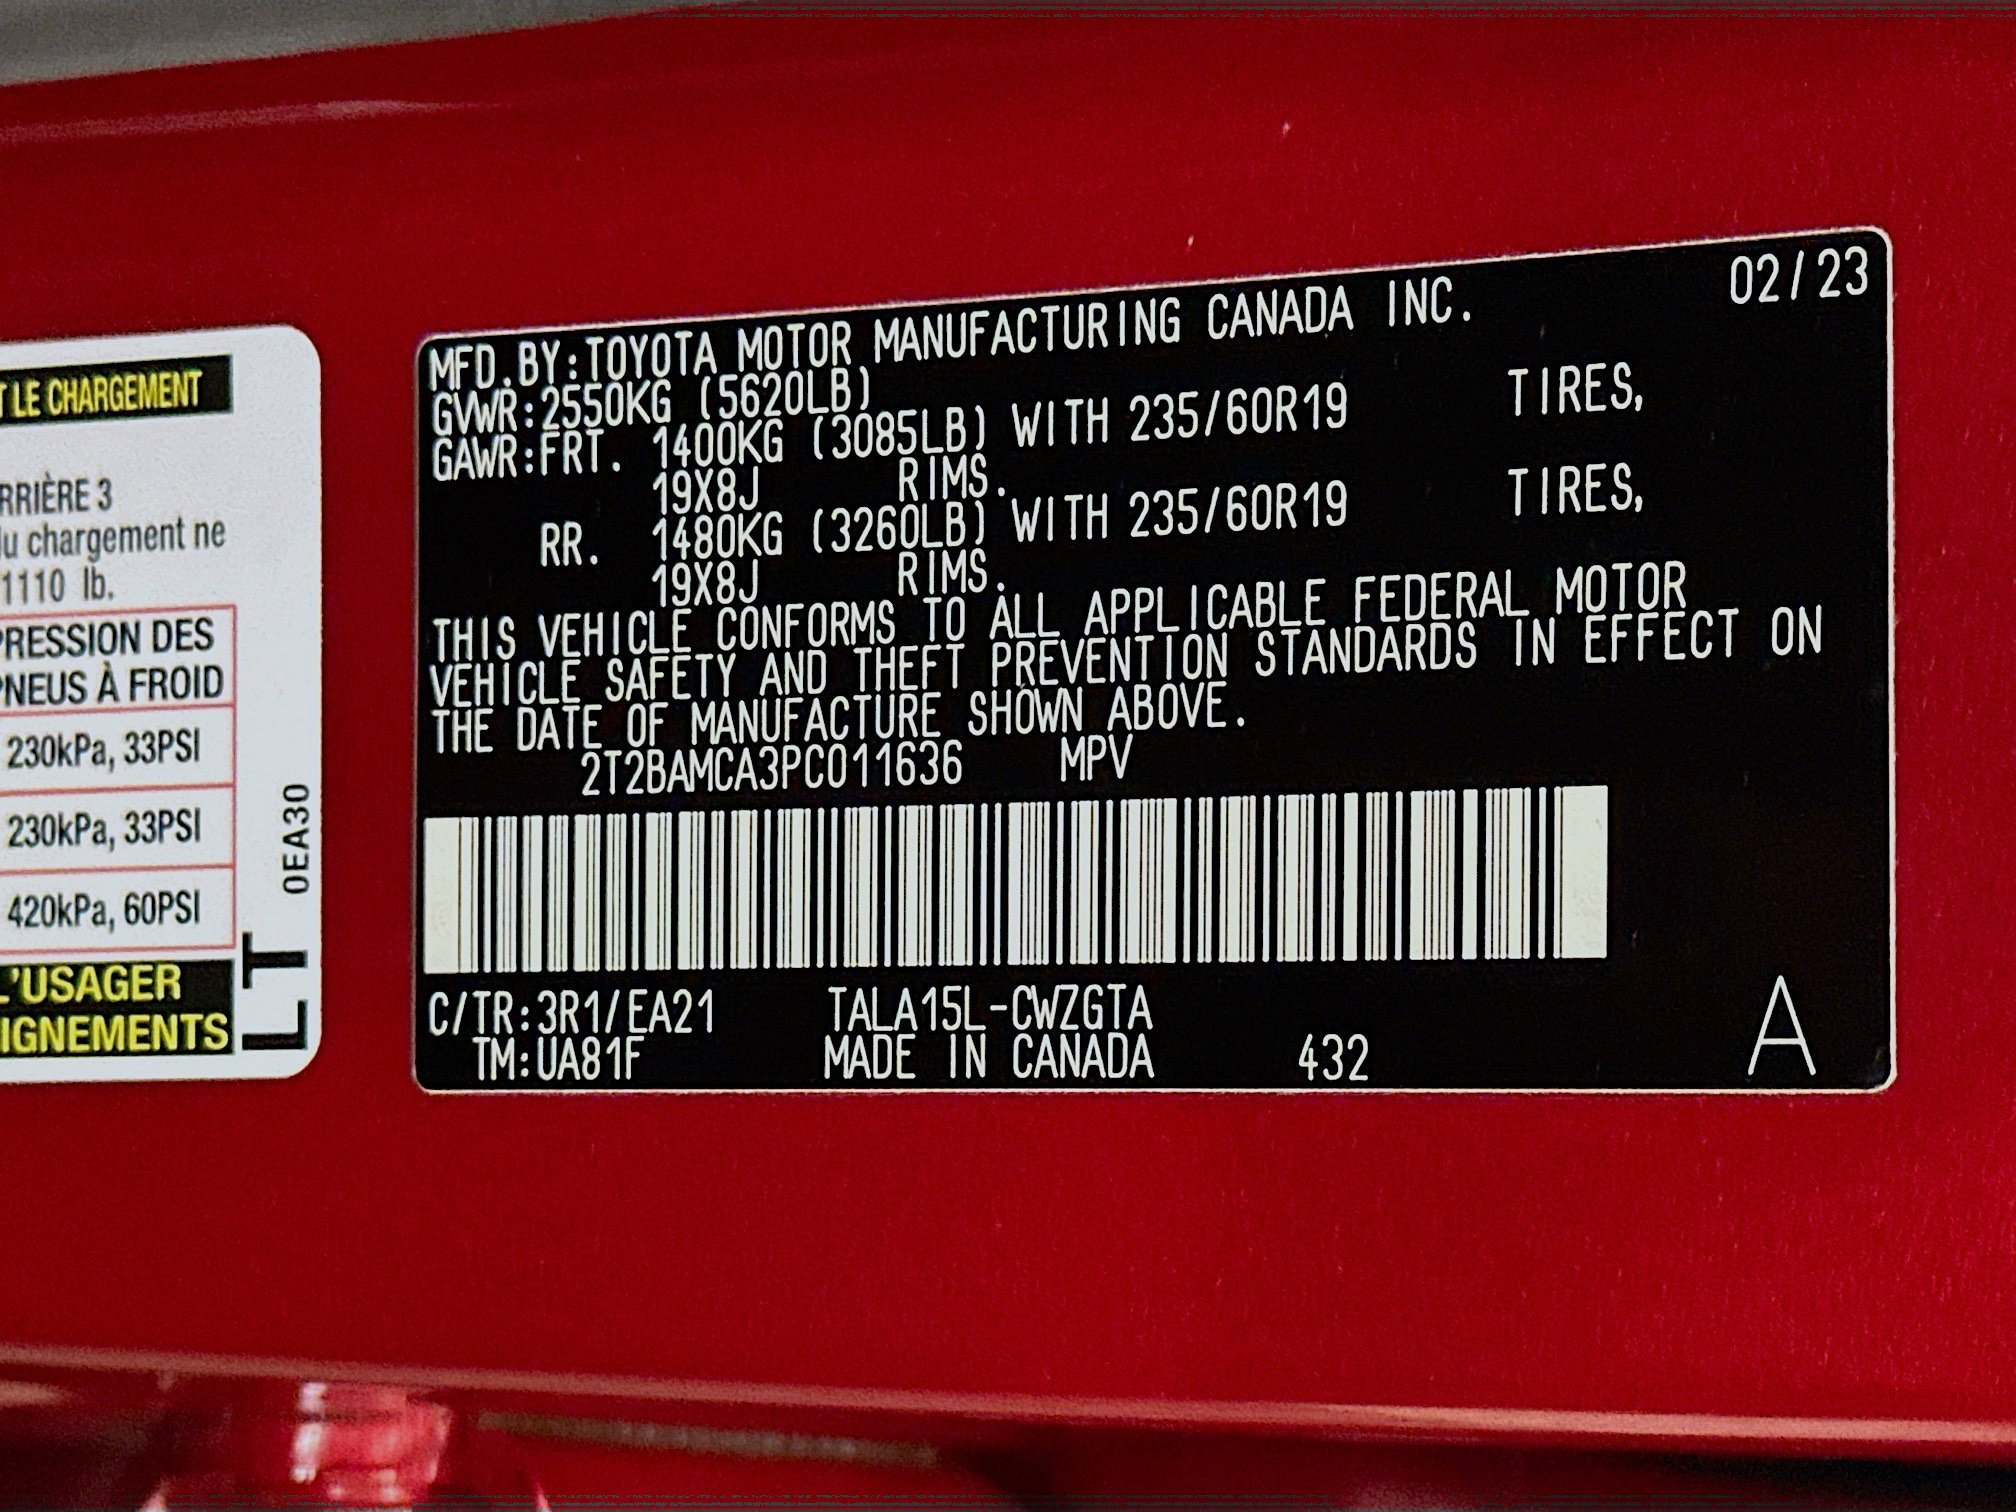 T LE CHARGEMENT
RRIÈRE 3
du chargement ne
1110 lb.
PRESSION DES
PNEUS À FROID
230kPa, 33PSI
230kPa, 33PSI
420kPa, 60PSI
L'USAGER
IGNEMENTS
LT 0EA30
MFD.BY:TOYOTA MOTOR MANUFACTURING CANADA INC. 02/23
GVWR:2550KG (5620LB)
GAWR:FRT. 1400KG (3085LB) WITH 235/60R19 TIRES,
19X8J RIMS.
RR. 1480KG (3260LB) WITH 235/60R19 TIRES,
19X8J RIMS.
THIS VEHICLE CONFORMS TO ALL APPLICABLE FEDERAL MOTOR
VEHICLE SAFETY AND THEFT PREVENTION STANDARDS IN EFFECT ON
THE DATE OF MANUFACTURE SHOWN ABOVE.
2T2BAMCA3PC011636 MPV
C/TR:3R1/EA21 TALA15L-CWZGTA
TM:UA81F MADE IN CANADA 432 A